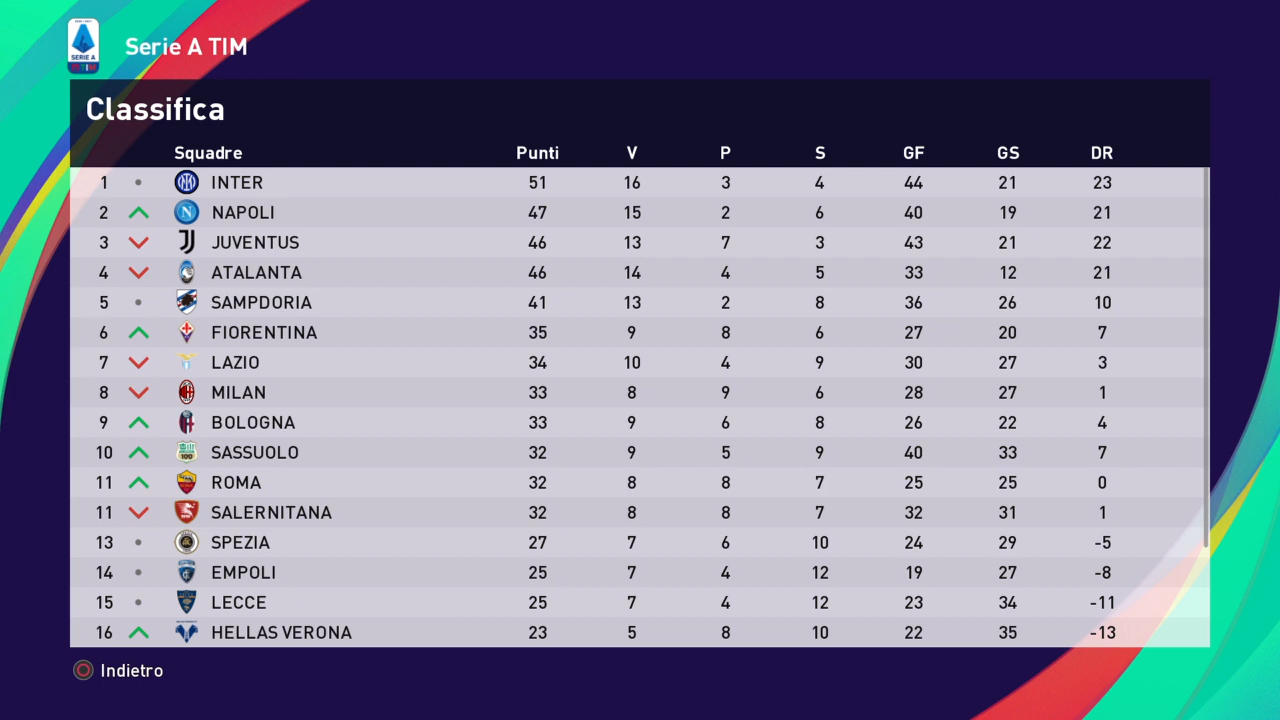 SERIE A
TIM
Serie A TIM
Classifica
Squadre Punti V P S GF GS DR
1 INTER 51 16 3 4 44 21 23
2 N NAPOLI 47 15 2 6 40 19 21
3 JUVENTUS 46 13 7 3 43 21 22
4 ATALANTA 46 14 4 5 33 12 21
5 SAMPDORIA 41 13 2 8 36 26 10
6 FIORENTINA 35 9 8 6 27 20 7
7 LAZIO 34 10 4 9 30 27 3
8 MILAN 33 8 9 6 28 27 1
9 BOLOGNA 33 9 6 8 26 22 4
10 100 SASSUOLO 32 9 5 9 40 33 7
11 ROMA 32 8 8 7 25 25 0
11 SALERNITANA 32 8 8 7 32 31 1
13 SPEZIA 27 7 6 10 24 29 -5
14 EMPOLI 25 7 4 12 19 27 -8
15 LECCE 25 7 4 12 23 34 -11
16 HELLAS VERONA 23 5 8 10 22 35 -13
Indietro